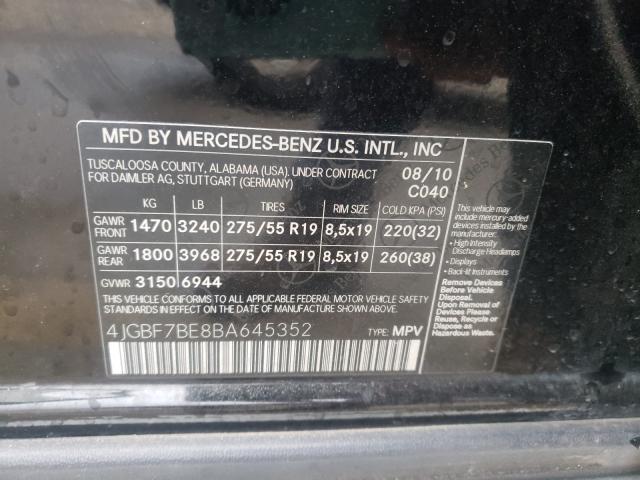 MFD BY MERCEDES-BENZ U.S. INTL., INC
TUSCALOOSA COUNTY, ALABAMA (USA). UNDER CONTRACT
FOR DAIMLER AG, STUTTGART (GERMANY)
08/10
C040
KG LB TIRES RIM SIZE COLD KPA (PSI)
GAWR FRONT 1470 3240 275/55 R19 8,5x19 220(32)
GAWR REAR 1800 3968 275/55 R19 8,5x19 260(38)
GVWR 3150 6944
THIS VEHICLE CONFORMS TO ALL APPLICABLE FEDERAL MOTOR VEHICLE SAFETY, BUMPER
AND THEFT PREVENTION STANDARDS IN EFFECT ON THE DATE OF MANUFACTURE SHOWN ABOVE.
4JGBF7BE8BA645352 TYPE: MPV
This vehicle may
include mercury-added
devices installed by the
manufacturer:
• High Intensity
Discharge Headlamps
• Displays
• Back-lit Instruments
Remove Devices
Before Vehicle
Disposal.
Upon Removal of
Devices Please
Reuse, Recycle or
Dispose as
Hazardous Waste.